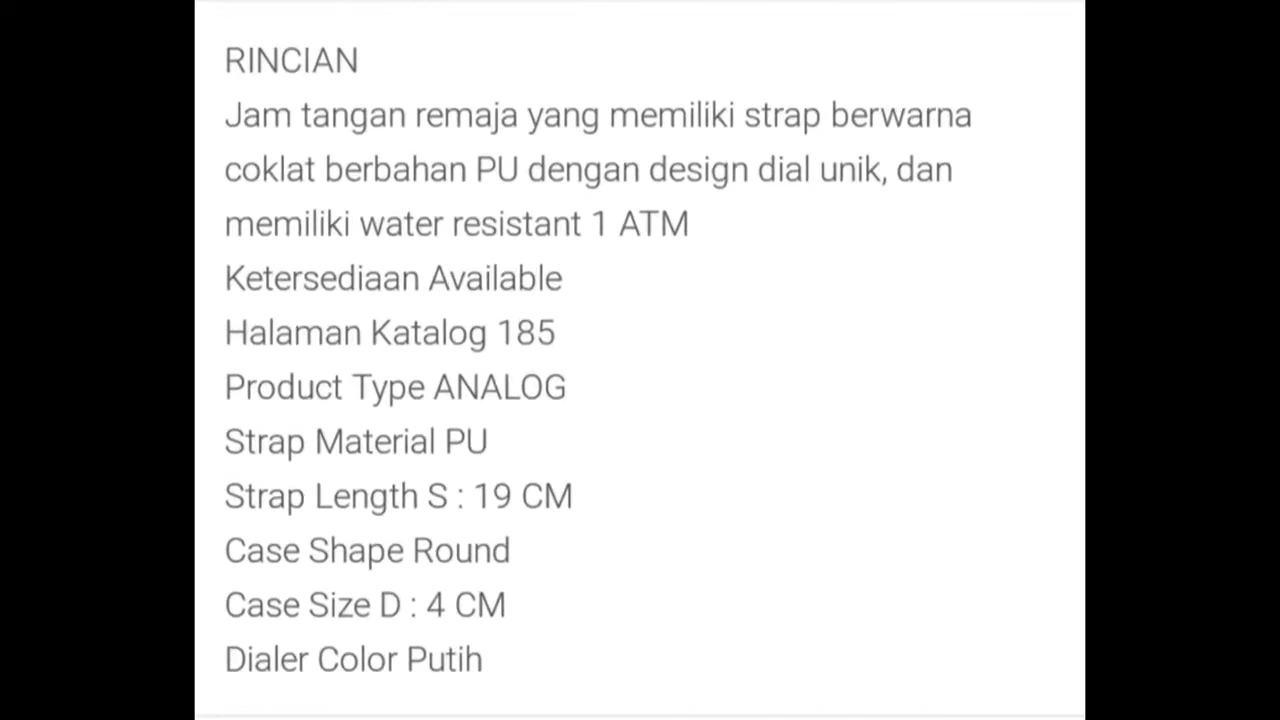 RINCIAN
Jam tangan remaja yang memiliki strap berwarna
coklat berbahan PU dengan design dial unik, dan
memiliki water resistant 1 ATM
Ketersediaan Available
Halaman Katalog 185
Product Type ANALOG
Strap Material PU
Strap Length S : 19 CM
Case Shape Round
Case Size D : 4 CM
Dialer Color Putih